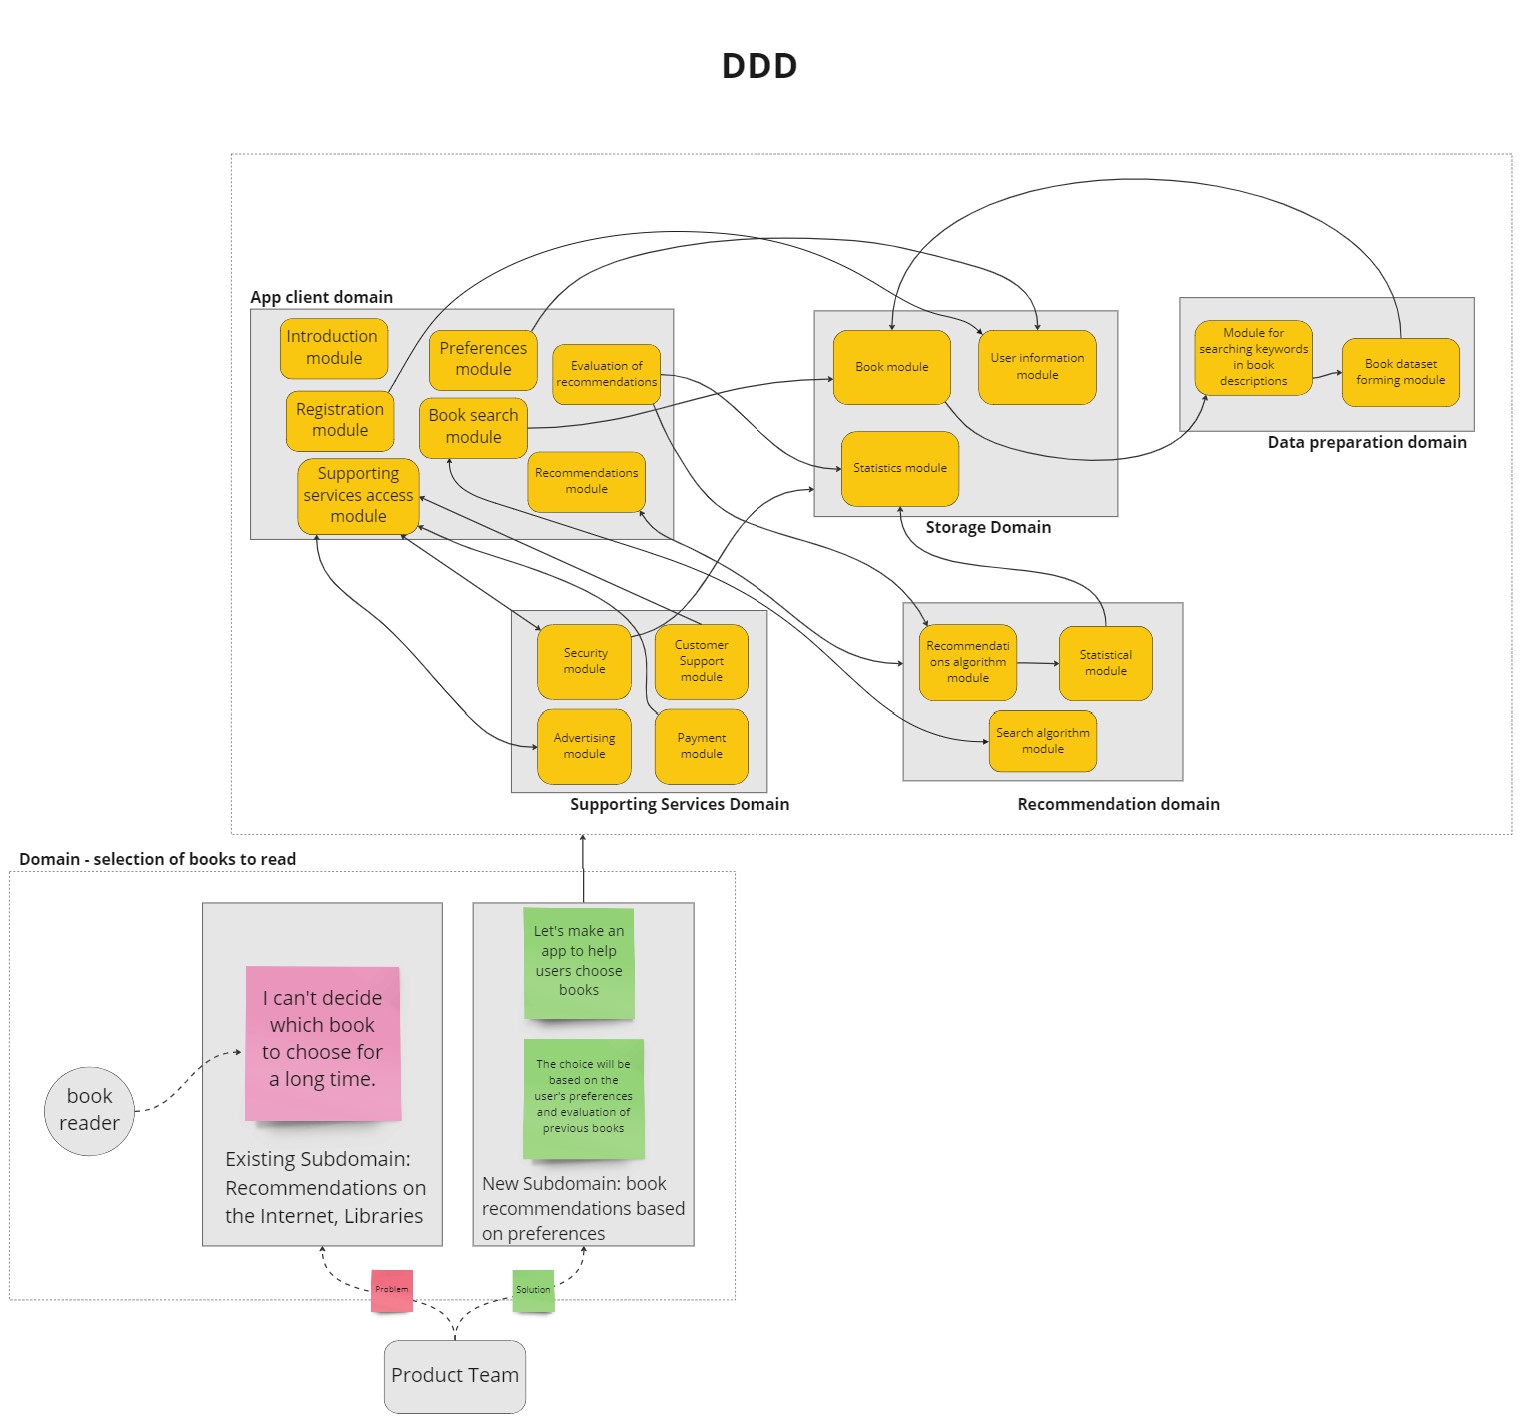 DDD
App client domain
Introduction
module
Preferences
module
Evaluation of
recommendations
Registration
module
Book search
module
Supporting
services access
module
Recommendations
module
Book module
User information
module
Statistics module
Storage Domain
Module for
searching keywords
in book
descriptions
Book dataset
forming module
Data preparation domain
Security
module
Customer
Support
module
Advertising
module
Payment
module
Supporting Services Domain
Recommendati
ons algorithm
module
Statistical
module
Search algorithm
module
Recommendation domain
Domain - selection of books to read
book
reader
I can't decide
which book
to choose for
a long time.
Existing Subdomain:
Recommendations on
the Internet, Libraries
Let's make an
app to help
users choose
books
The choice will be
based on the
user's preferences
and evaluation of
previous books
New Subdomain: book
recommendations based
on preferences
Problem
Solution
Product Team